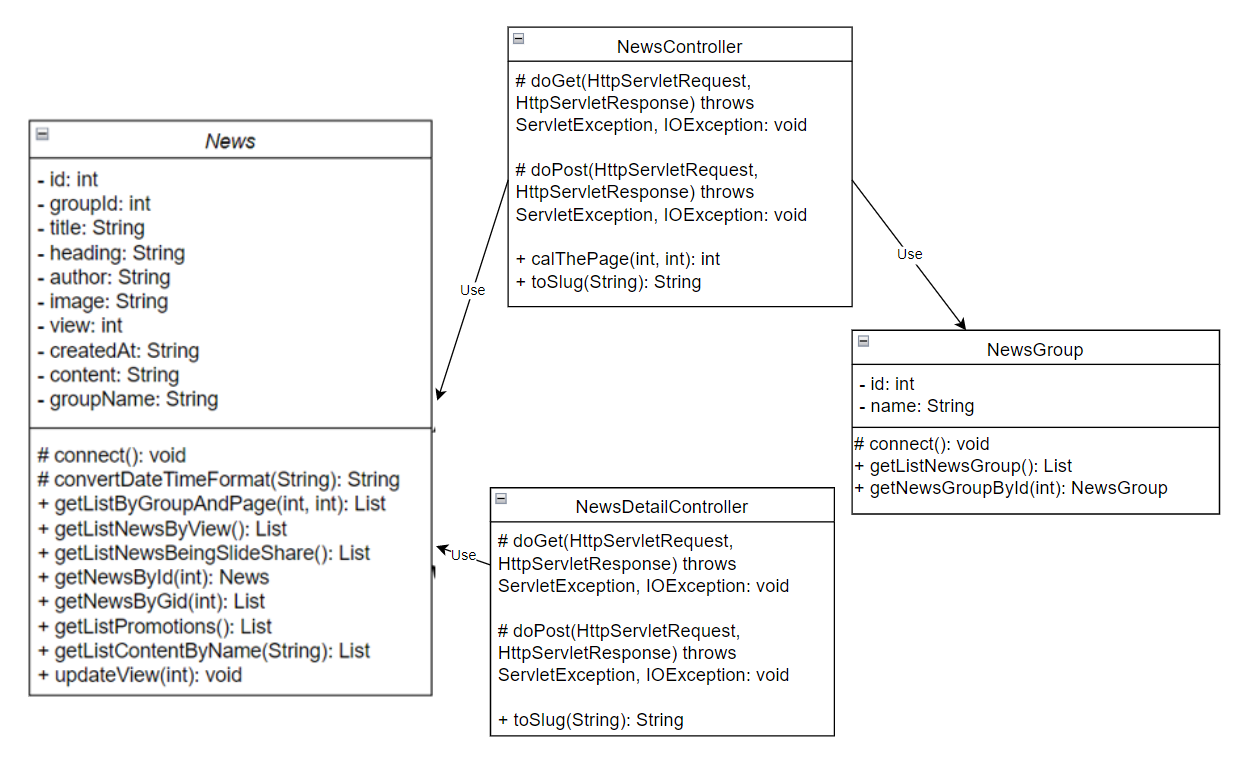 NewsController
# doGet(HttpServletRequest,
HttpServletResponse) throws
ServletException, IOException: void
# doPost(HttpServletRequest,
HttpServletResponse) throws
ServletException, IOException: void
+ calThePage(int, int): int
+ toSlug(String): String
News
- id: int
- groupId: int
- title: String
- heading: String
- author: String
- image: String
- view: int
- createdAt: String
- content: String
- groupName: String
# connect(): void
# convertDateTimeFormat(String): String
+ getListByGroupAndPage(int, int): List
+ getListNewsByView(): List
+ getListNewsBeingSlideShare(): List
+ getNewsById(int): News
+ getNewsByGid(int): List
+ getListPromotions(): List
+ getListContentByName(String): List
+ updateView(int): void
Use
Use
NewsGroup
- id: int
- name: String
# connect(): void
+ getListNewsGroup(): List
+ getNewsGroupById(int): NewsGroup
Use
NewsDetailController
# doGet(HttpServletRequest,
HttpServletResponse) throws
ServletException, IOException: void
# doPost(HttpServletRequest,
HttpServletResponse) throws
ServletException, IOException: void
+ toSlug(String): String